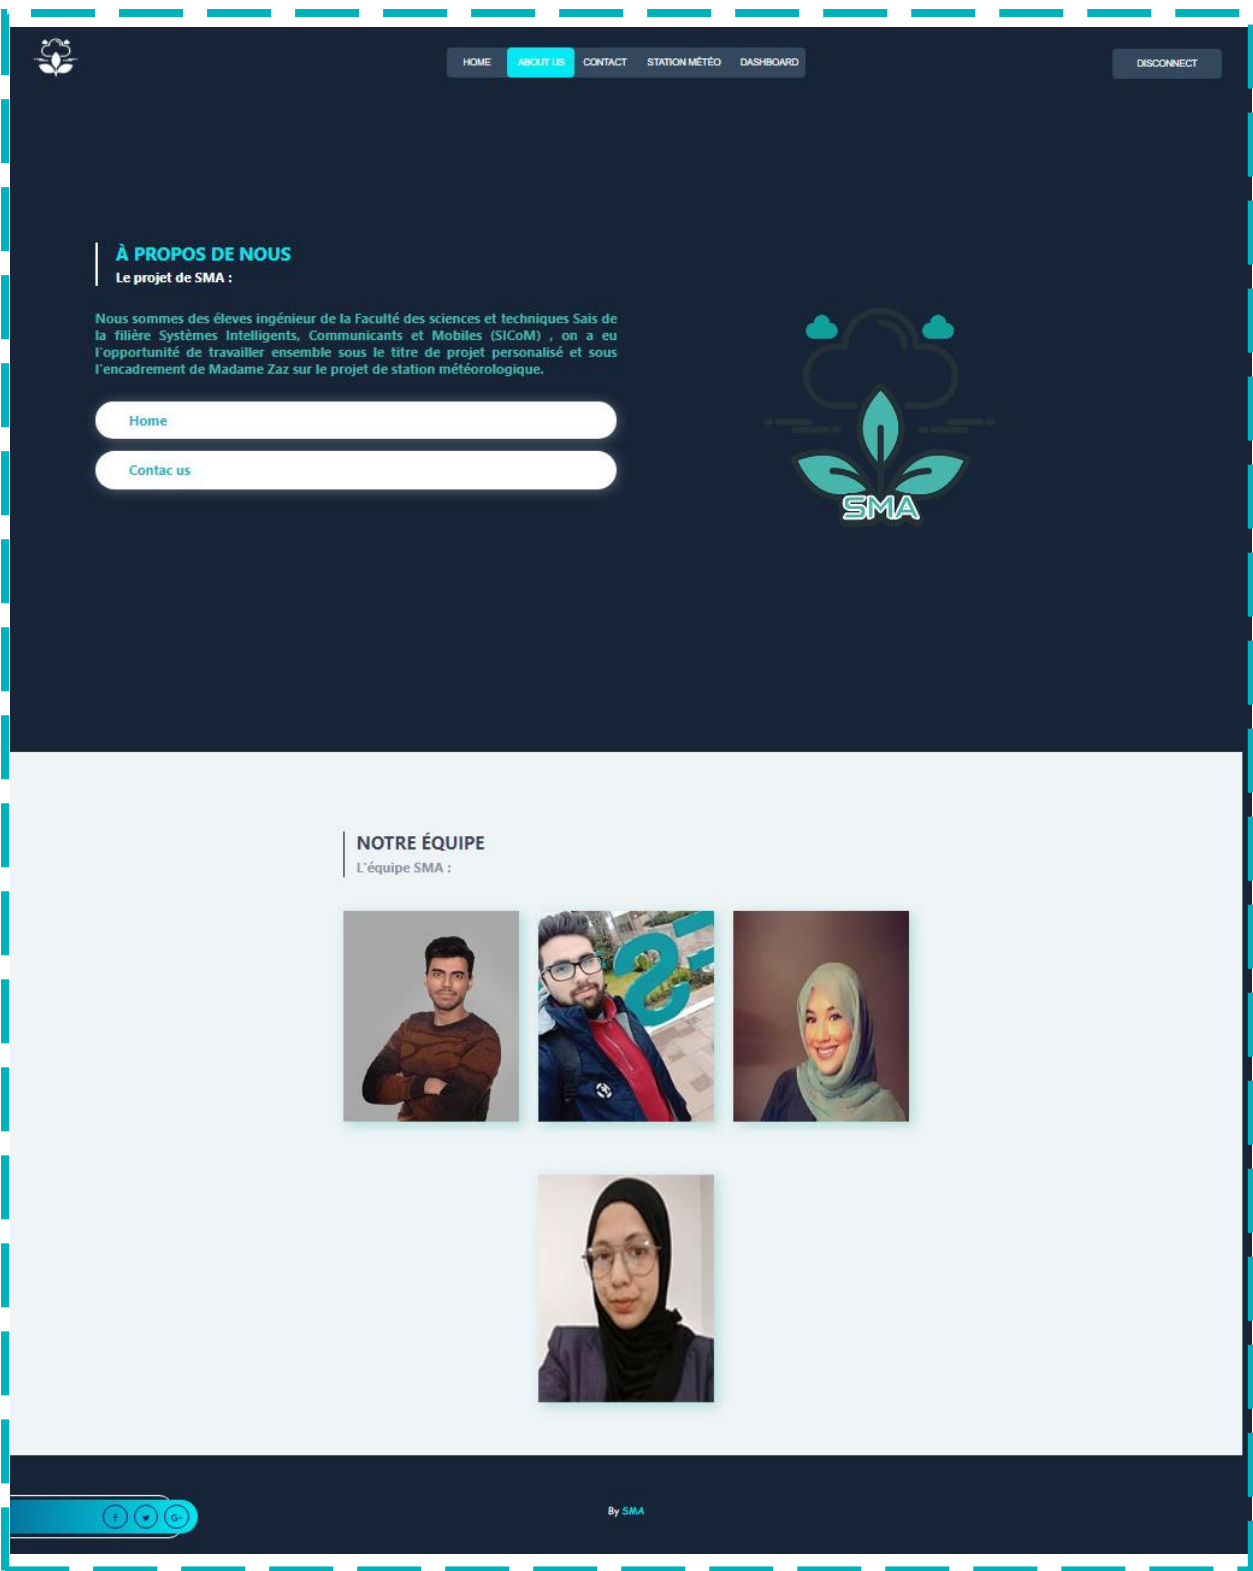 HOME ABOUT US CONTACT STATION MÉTÉO DASHBOARD DISCONNECT
À PROPOS DE NOUS
Le projet de SMA :
Nous sommes des éleves ingénieur de la Faculté des sciences et techniques Sais de
la filière Systèmes Intelligents, Communicants et Mobiles (SICoM) , on a eu
l'opportunité de travailler ensemble sous le titre de projet personalisé et sous
l'encadrement de Madame Zaz sur le projet de station météorologique.
Home
Contac us
SMA
NOTRE ÉQUIPE
L'équipe SMA :
By SMA